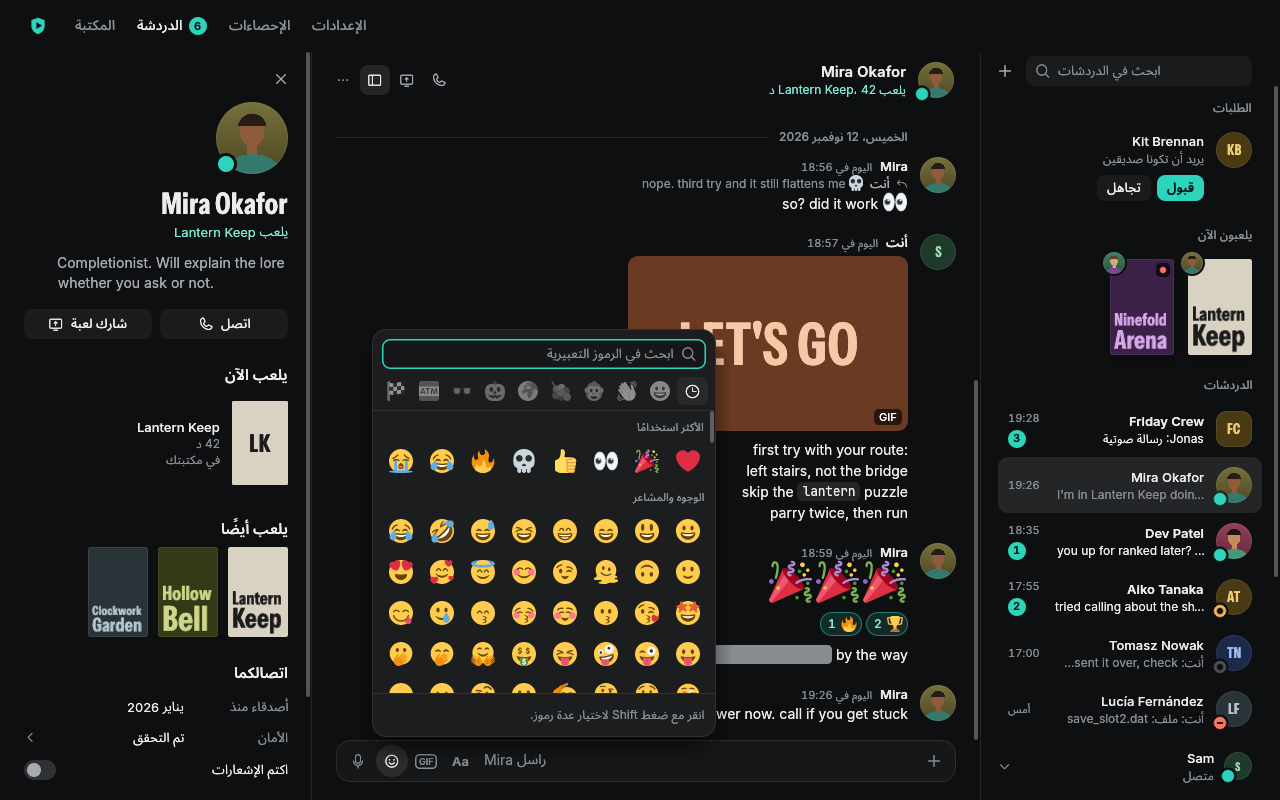 المكتبة
الدردشة 6
الإحصاءات
الإعدادات
ابحث في الدردشات
الطلبات
KB
Kit Brennan
يريد أن تكونا صديقين
قبول
تجاهل
يلعبون الآن
Lantern Keep
Ninefold Arena
الدردشات
FC
Friday Crew
19:28
Jonas: رسالة صوتية
3
Mira Okafor
19:26
I'm in Lantern Keep doin...
Dev Patel
18:35
you up for ranked later? ...
1
AT
Aiko Tanaka
17:55
tried calling about the sh...
2
TN
Tomasz Nowak
17:00
أنت: sent it over, check...
LF
Lucía Fernández
أمس
أنت: ملف: save_slot2.dat
S
Sam
متصل
Mira Okafor
يلعب Lantern Keep، 42 د
الخميس، 12 نوفمبر 2026
Mira اليوم في 18:56
أنت 💀 nope. third try and it still flattens me
so? did it work 👀
S
أنت اليوم في 18:57
LET'S GO
GIF
first try with your route:
left stairs, not the bridge
skip the lantern puzzle
parry twice, then run
Mira اليوم في 18:59
🎉🎉🎉
🏆 2
🔥 1
by the way
Mira اليوم في 19:26
wer now. call if you get stuck
راسل Mira
Aa
GIF
ابحث في الرموز التعبيرية
الأكثر استخدامًا
الوجوه والمشاعر
انقر مع ضغط Shift لاختيار عدة رموز.
Mira Okafor
يلعب Lantern Keep
Completionist. Will explain the lore
whether you ask or not.
اتصل
شارك لعبة
يلعب الآن
LK
Lantern Keep
42 د
في مكتبتك
يلعب أيضًا
Lantern Keep
Hollow Bell
Clockwork Garden
اتصالكما
أصدقاء منذ
يناير 2026
الأمان
تم التحقق
اكتم الإشعارات